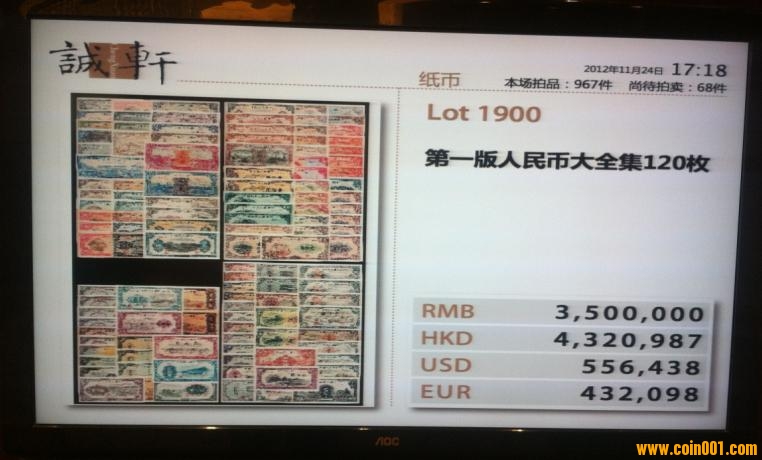 誠軒
2012年11月24日 17:18
纸币
本场拍品：967件 尚待拍卖：68件
Lot 1900
第一版人民币大全集120枚
RMB 3,500,000
HKD 4,320,987
USD 556,438
EUR 432,098
AOC
www.coin001.com